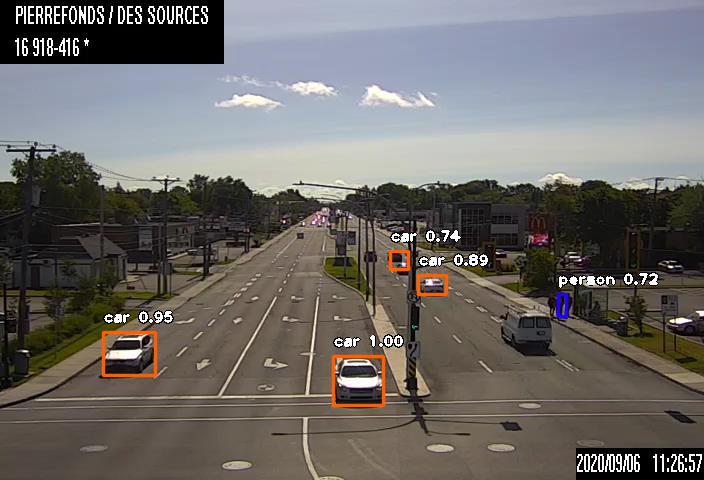 PIERREFONDS / DES SOURCES
16 918-416 *
car 0.74
car 0.89
person 0.72
car 0.95
car 1.00
2020/09/06 11:26:57